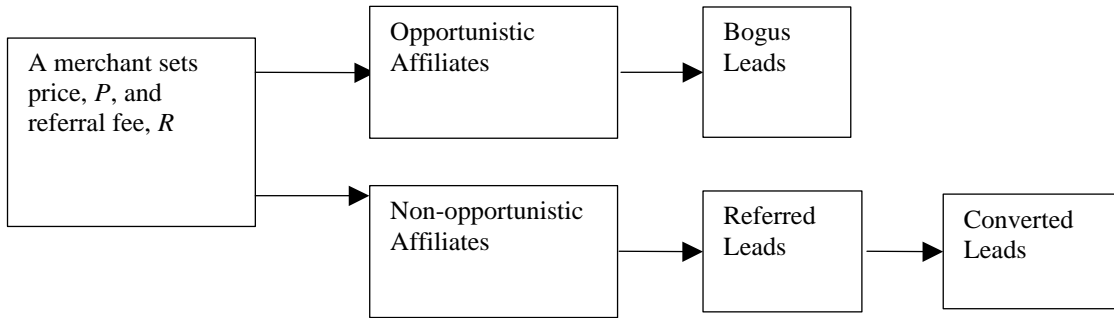 A merchant sets
price, P, and
referral fee, R
Opportunistic
Affiliates
Bogus
Leads
Non-opportunistic
Affiliates
Referred
Leads
Converted
Leads